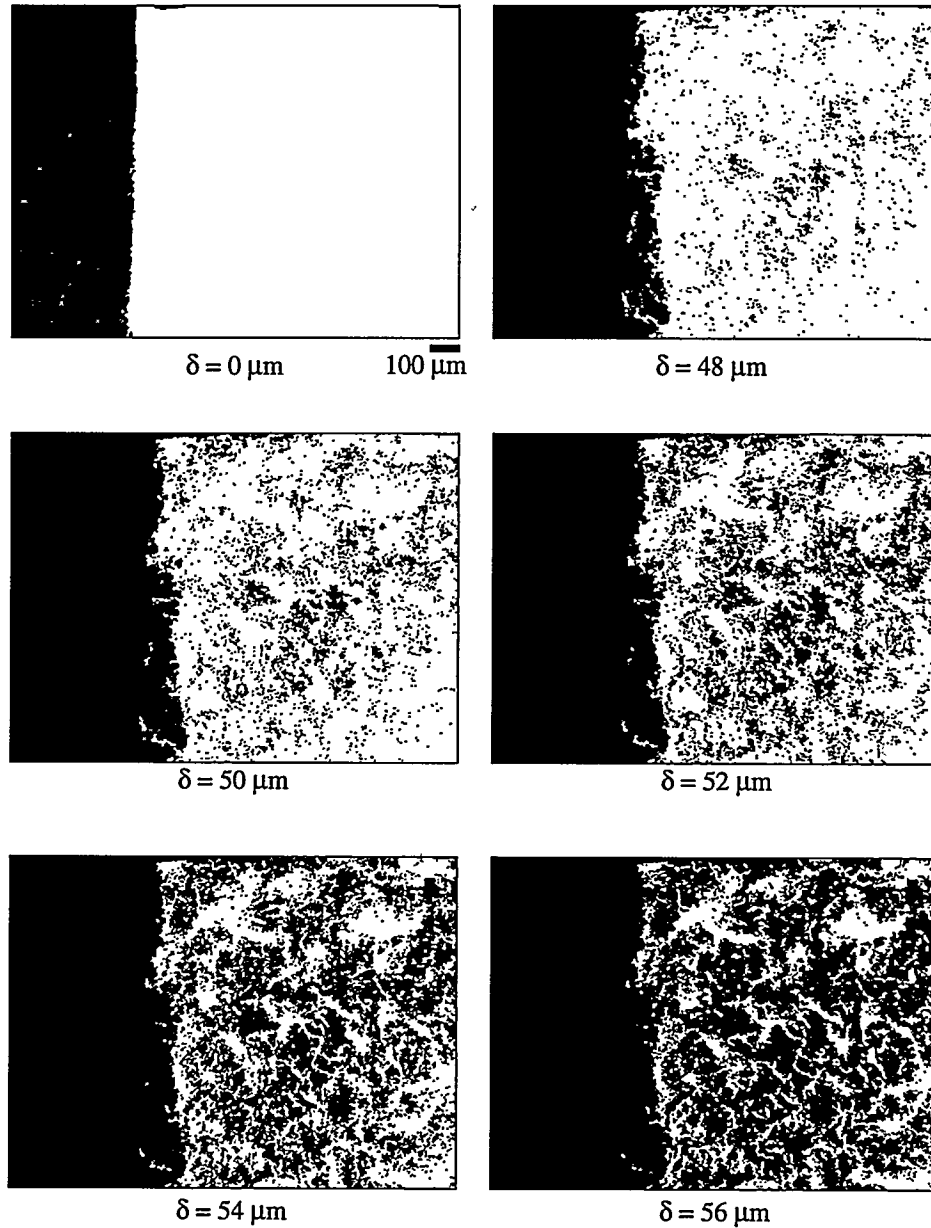 δ = 0 μm
100 μm
δ = 48 μm
δ = 50 μm
δ = 52 μm
δ = 54 μm
δ = 56 μm